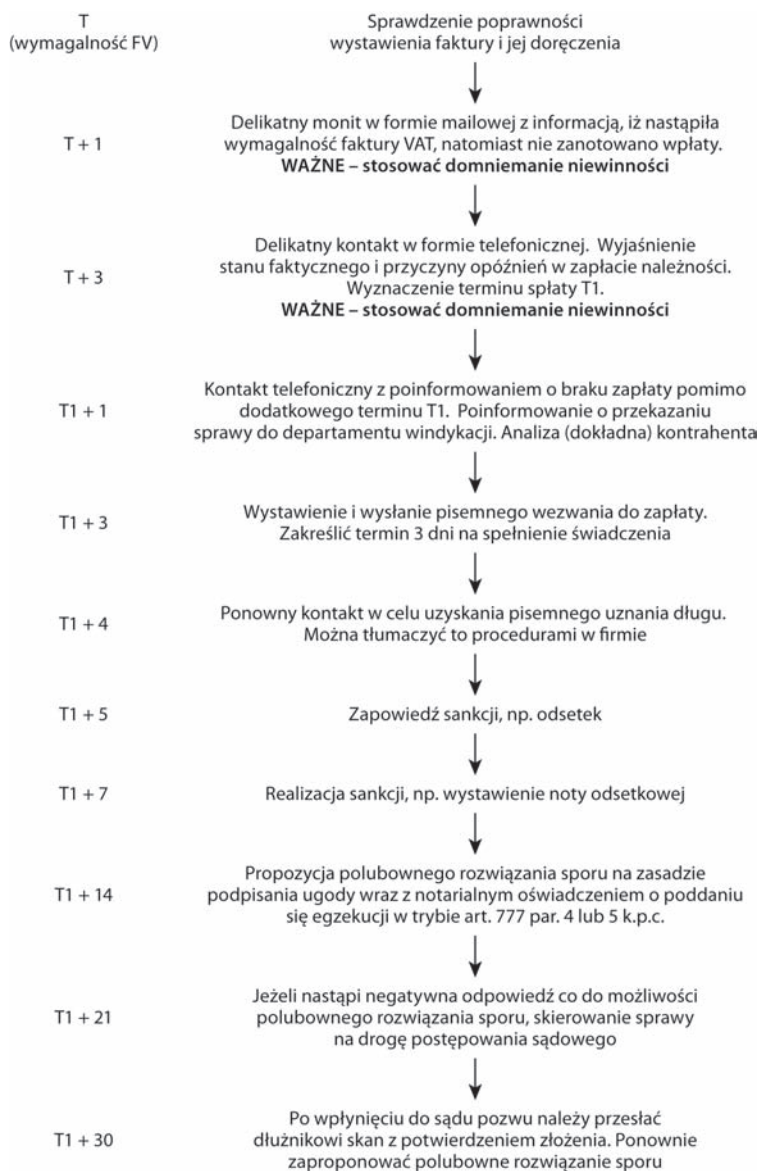 T
(wymagalność FV)
Sprawdzenie poprawności
wystawienia faktury i jej doręczenia
T + 1
Delikatny monit w formie mailowej z informacją, iż nastąpiła
wymagalność faktury VAT, natomiast nie zanotowano wpłaty.
WAŻNE – stosować domniemanie niewinności
T + 3
Delikatny kontakt w formie telefonicznej. Wyjaśnienie
stanu faktycznego i przyczyny opóźnień w zapłacie należności.
Wyznaczenie terminu spłaty T1.
WAŻNE – stosować domniemanie niewinności
T1 + 1
Kontakt telefoniczny z poinformowaniem o braku zapłaty pomimo
dodatkowego terminu T1. Poinformowanie o przekazaniu
sprawy do departamentu windykacji. Analiza (dokładna) kontrahenta
T1 + 3
Wystawienie i wysłanie pisemnego wezwania do zapłaty.
Zakreślić termin 3 dni na spełnienie świadczenia
T1 + 4
Ponowny kontakt w celu uzyskania pisemnego uznania długu.
Można tłumaczyć to procedurami w firmie
T1 + 5
Zapowiedź sankcji, np. odsetek
T1 + 7
Realizacja sankcji, np. wystawienie noty odsetkowej
T1 + 14
Propozycja polubownego rozwiązania sporu na zasadzie
podpisania ugody wraz z notarialnym oświadczeniem o poddaniu
się egzekucji w trybie art. 777 par. 4 lub 5 k.p.c.
T1 + 21
Jeżeli nastąpi negatywna odpowiedź co do możliwości
polubownego rozwiązania sporu, skierowanie sprawy
na drogę postępowania sądowego
T1 + 30
Po wpłynięciu do sądu pozwu należy przesłać
dłużnikowi skan z potwierdzeniem złożenia. Ponownie
zaproponować polubowne rozwiązanie sporu